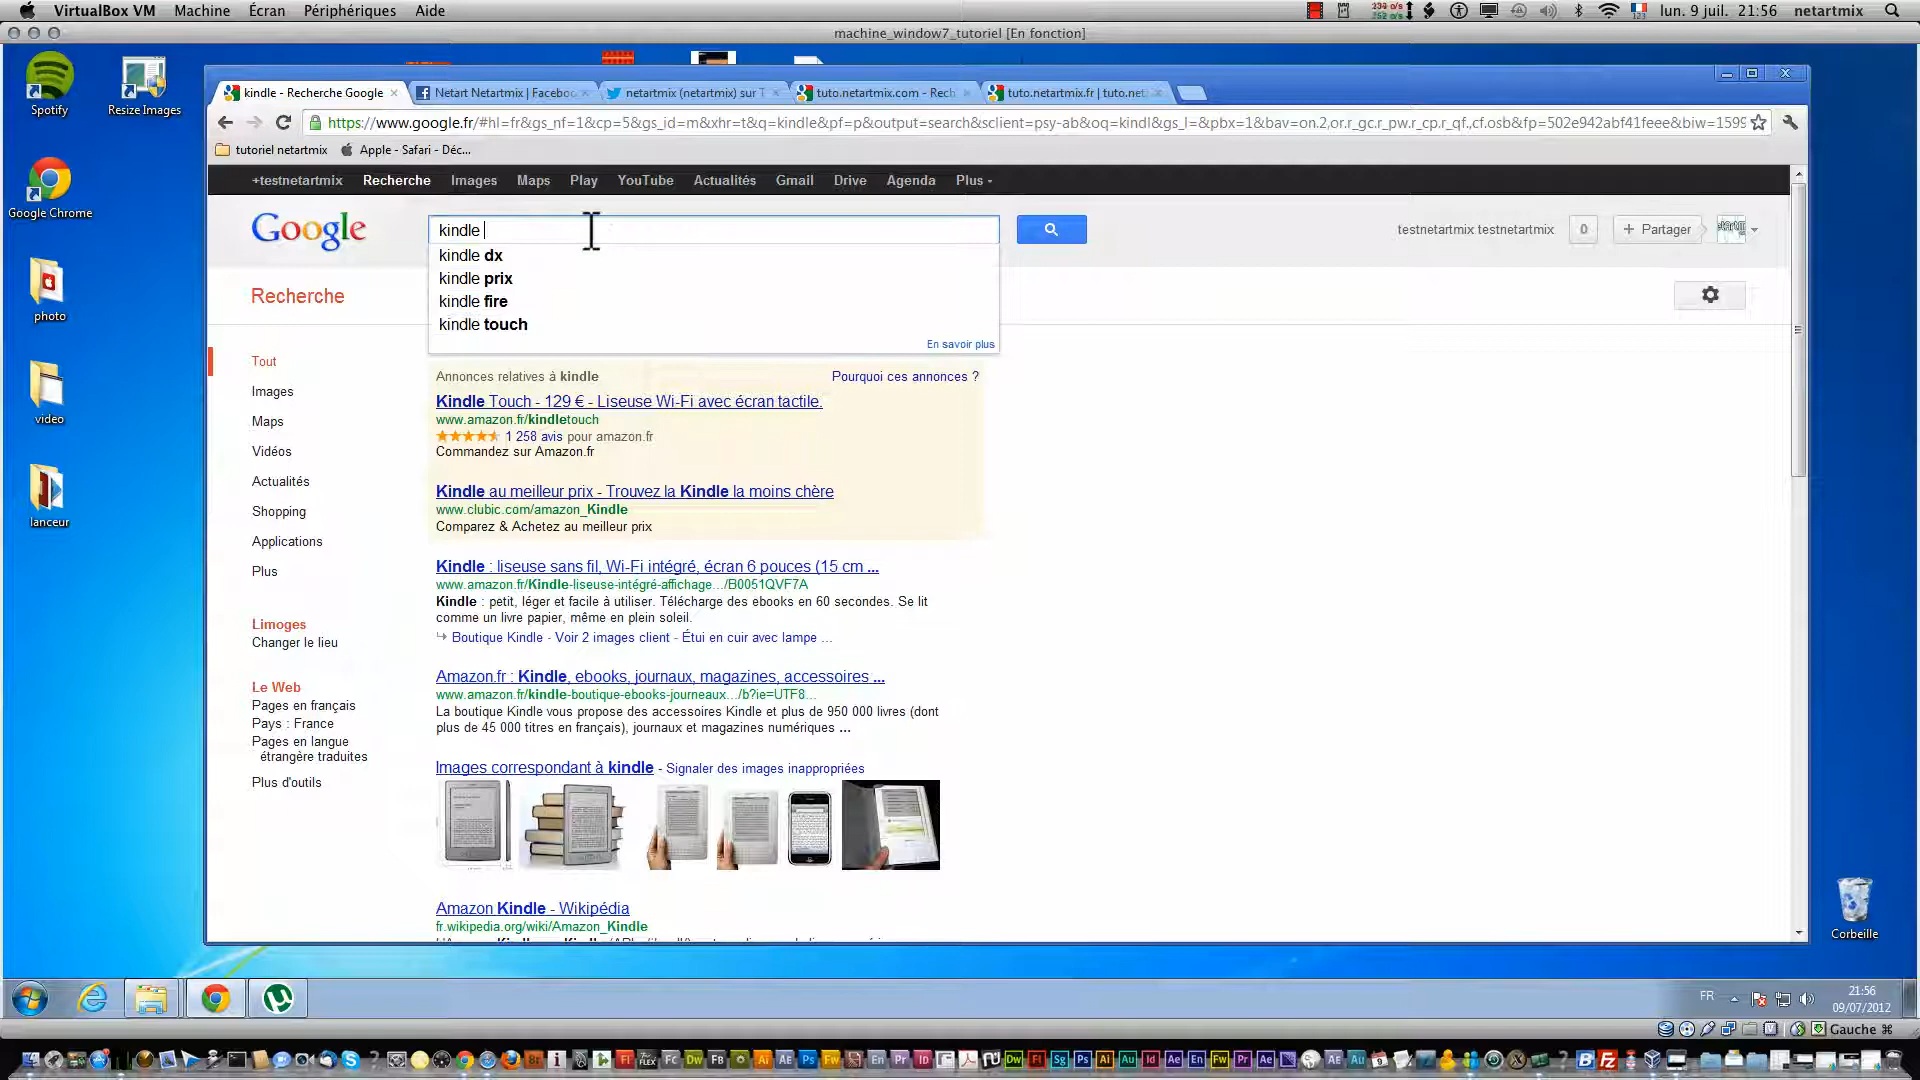 VirtualBox VM Machine Écran Périphériques Aide
lun. 9 juil. 21:56 netartmix
machine_window7_tutoriel [En fonction]
Spotify
Resize Images
Google Chrome
photo
video
lanceur
kindle - Recherche Google
Netart Netartmix | Faceboo
netartmix (netartmix) sur T
tuto.netartmix.com - Rech
tuto.netartmix.fr | tuto.net
https://www.google.fr/#hl=fr&gs_nf=1&cp=5&gs_id=m&xhr=t&q=kindle&pf=p&output=search&sclient=psy-ab&oq=kindl&gs_l=&pbx=1&bav=on.2,or.r_gc.r_pw.r_cp.r_qf.,cf.osb&fp=502e942abf41feee&biw=1599
tutoriel netartmix
Apple - Safari - Déc...
+testnetartmix Recherche Images Maps Play YouTube Actualités Gmail Drive Agenda Plus
Google
kindle
testnetartmix testnetartmix 0 + Partager
kindle dx
kindle prix
kindle fire
kindle touch
En savoir plus
Recherche
Tout
Images
Maps
Vidéos
Actualités
Shopping
Applications
Plus
Limoges
Changer le lieu
Le Web
Pages en français
Pays : France
Pages en langue
étrangère traduites
Plus d'outils
Annonces relatives à kindle
Pourquoi ces annonces ?
Kindle Touch - 129 € - Liseuse Wi-Fi avec écran tactile.
www.amazon.fr/kindletouch
1 258 avis pour amazon.fr
Commandez sur Amazon.fr
Kindle au meilleur prix - Trouvez la Kindle la moins chère
www.clubic.com/amazon_Kindle
Comparez & Achetez au meilleur prix
Kindle : liseuse sans fil, Wi-Fi intégré, écran 6 pouces (15 cm ...
www.amazon.fr/Kindle-liseuse-intégré-affichage.../B0051QVF7A
Kindle : petit, léger et facile à utiliser. Télécharge des ebooks en 60 secondes. Se lit
comme un livre papier, même en plein soleil.
Boutique Kindle - Voir 2 images client - Étui en cuir avec lampe ...
Amazon.fr : Kindle, ebooks, journaux, magazines, accessoires ...
www.amazon.fr/kindle-boutique-ebooks-journeaux.../b?ie=UTF8...
La boutique Kindle vous propose des accessoires Kindle et plus de 950 000 livres (dont
plus de 45 000 titres en français), journaux et magazines numériques ...
Images correspondant à kindle - Signaler des images inappropriées
Amazon Kindle - Wikipédia
fr.wikipedia.org/wiki/Amazon_Kindle
Corbeille
FR
21:56
09/07/2012
Gauche ⌘